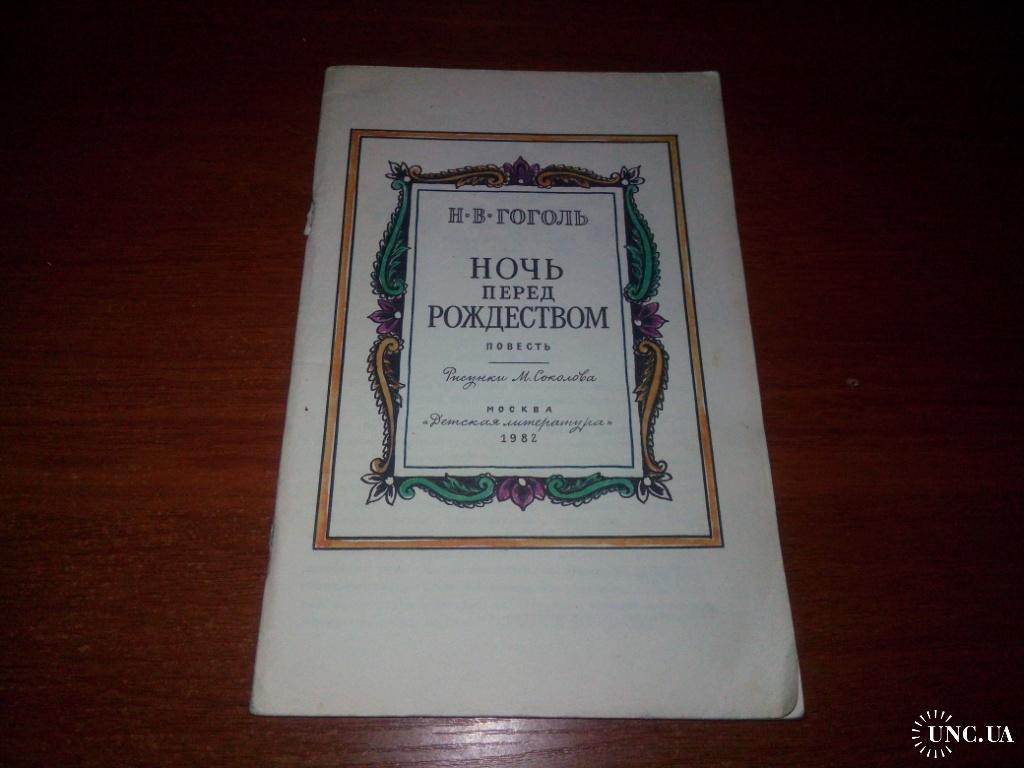 Н·В·ГОГОЛЬ
НОЧЬ
ПЕРЕД
РОЖДЕСТВОМ
ПОВЕСТЬ
Рисунки М. Соколова
МОСКВА
«Детская литература»
1982
UNC.UA